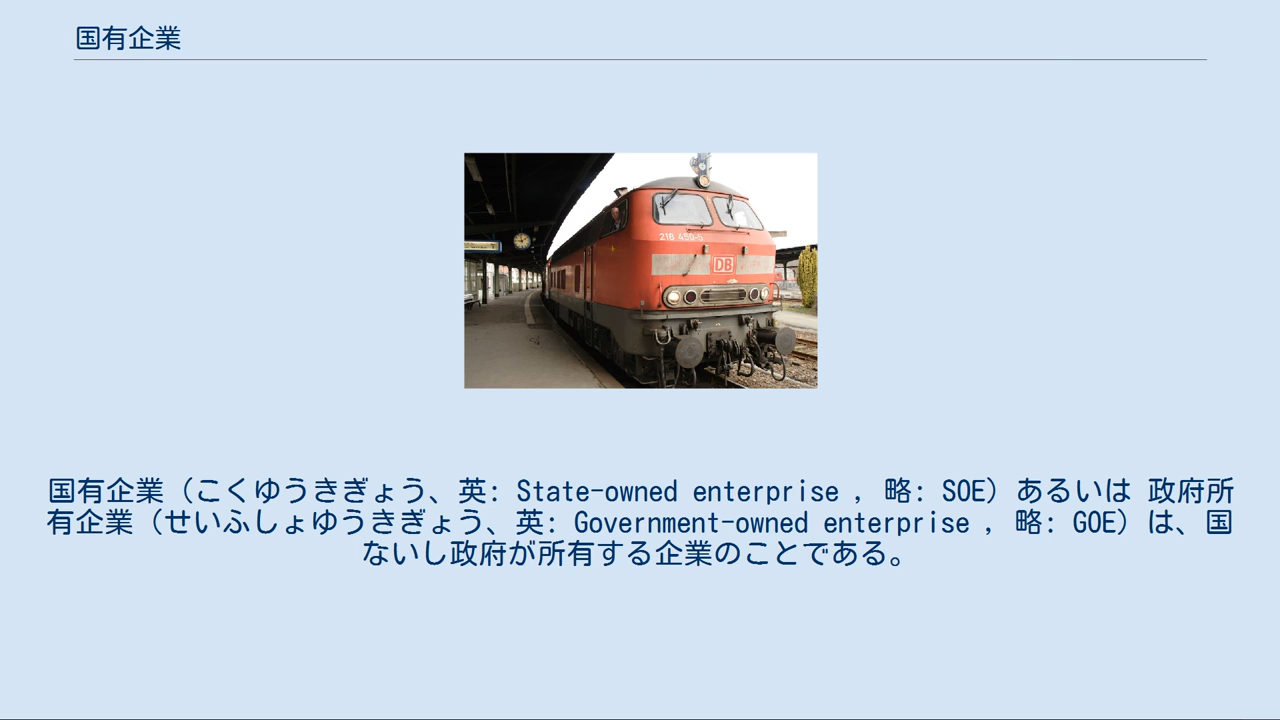 国有企業
218 450-5
DB
国有企業（こくゆうきぎょう、英: State-owned enterprise , 略: SOE）あるいは 政府所
有企業（せいふしょゆうきぎょう、英: Government-owned enterprise , 略: GOE）は、国
ないし政府が所有する企業のことである。